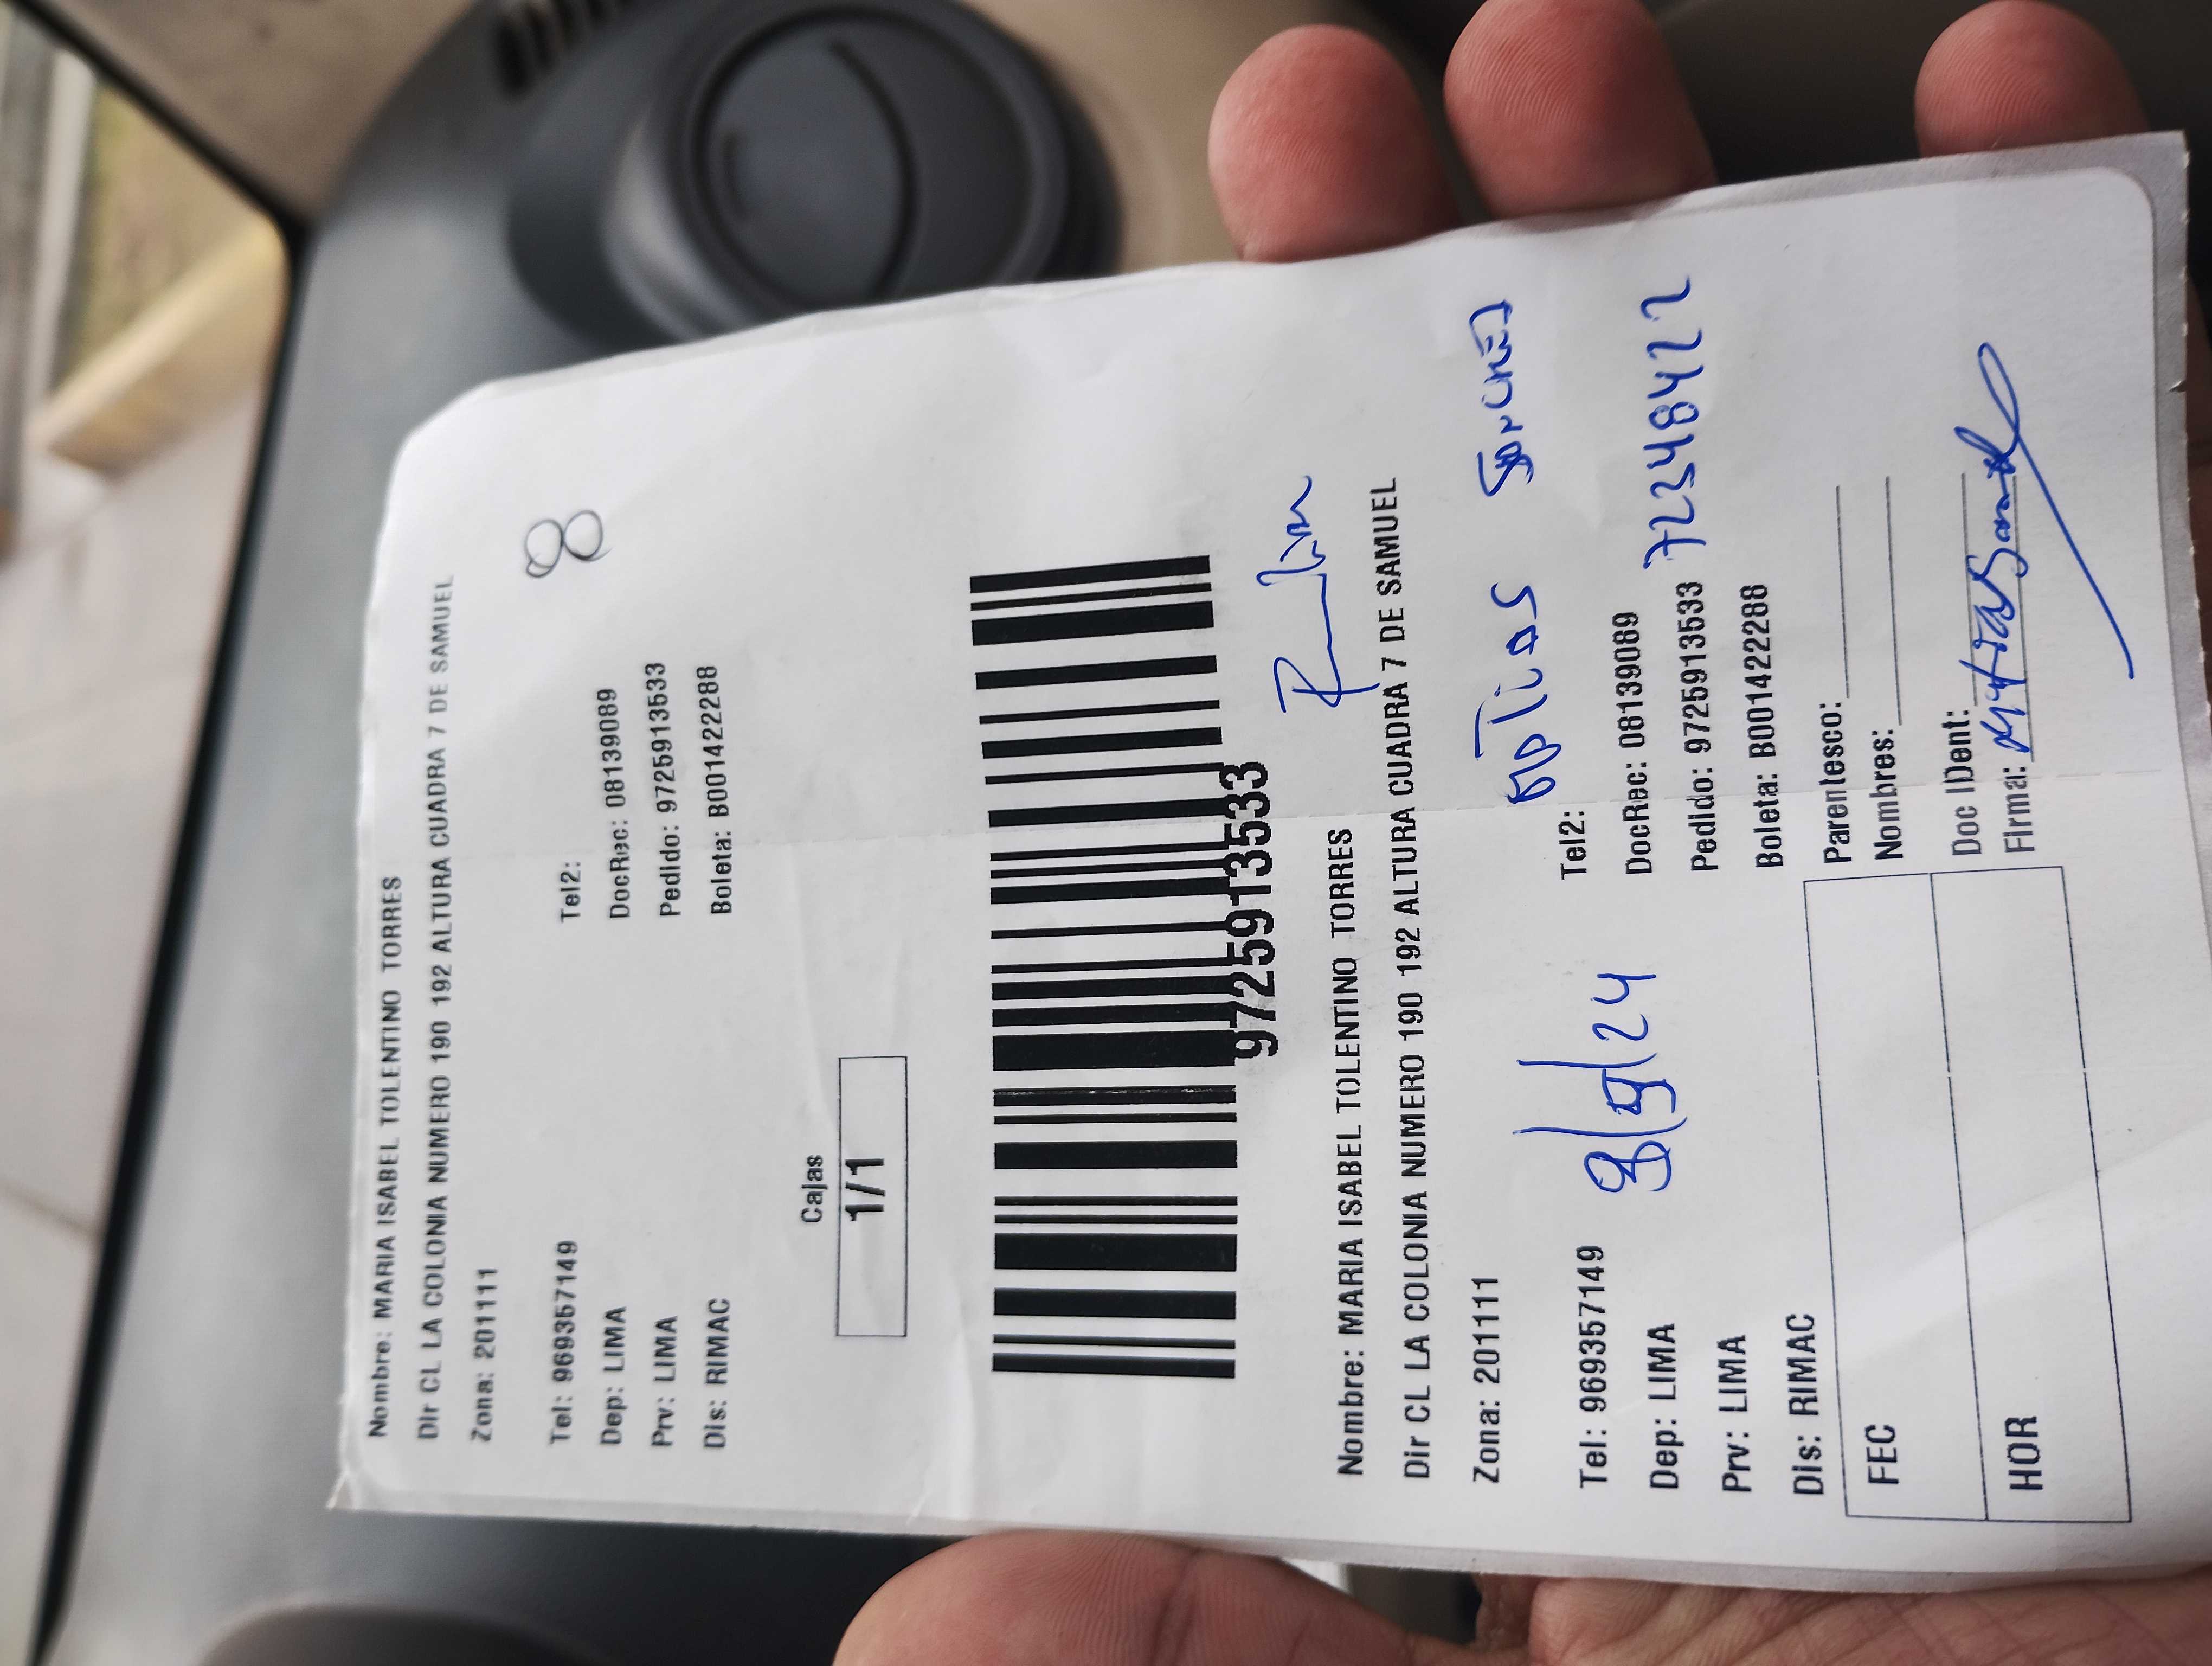 Nombre: MARIA ISABEL TOLENTINO TORRES
Dir CL LA COLONIA NUMERO 190 192 ALTURA CUADRA 7 DE SAMUEL
Zona: 201111
8
Tel: 969357149 Tel2:
Dep: LIMA DocRec: 08139089
Prv: LIMA Pedido: 9725913533
Dis: RIMAC Boleta: B001422288
Cajas
1/1
9725913533
Nombre: MARIA ISABEL TOLENTINO TORRES
Dir CL LA COLONIA NUMERO 190 192 ALTURA CUADRA 7 DE SAMUEL
Zona: 201111
Tel: 969357149 Tel2:
Dep: LIMA DocRec: 08139089
72348422
Prv: LIMA Pedido: 9725913533
Dis: RIMAC Boleta: B001422288
FEC Parentesco:
Nombres:
HOR Doc IDent:
Firma: